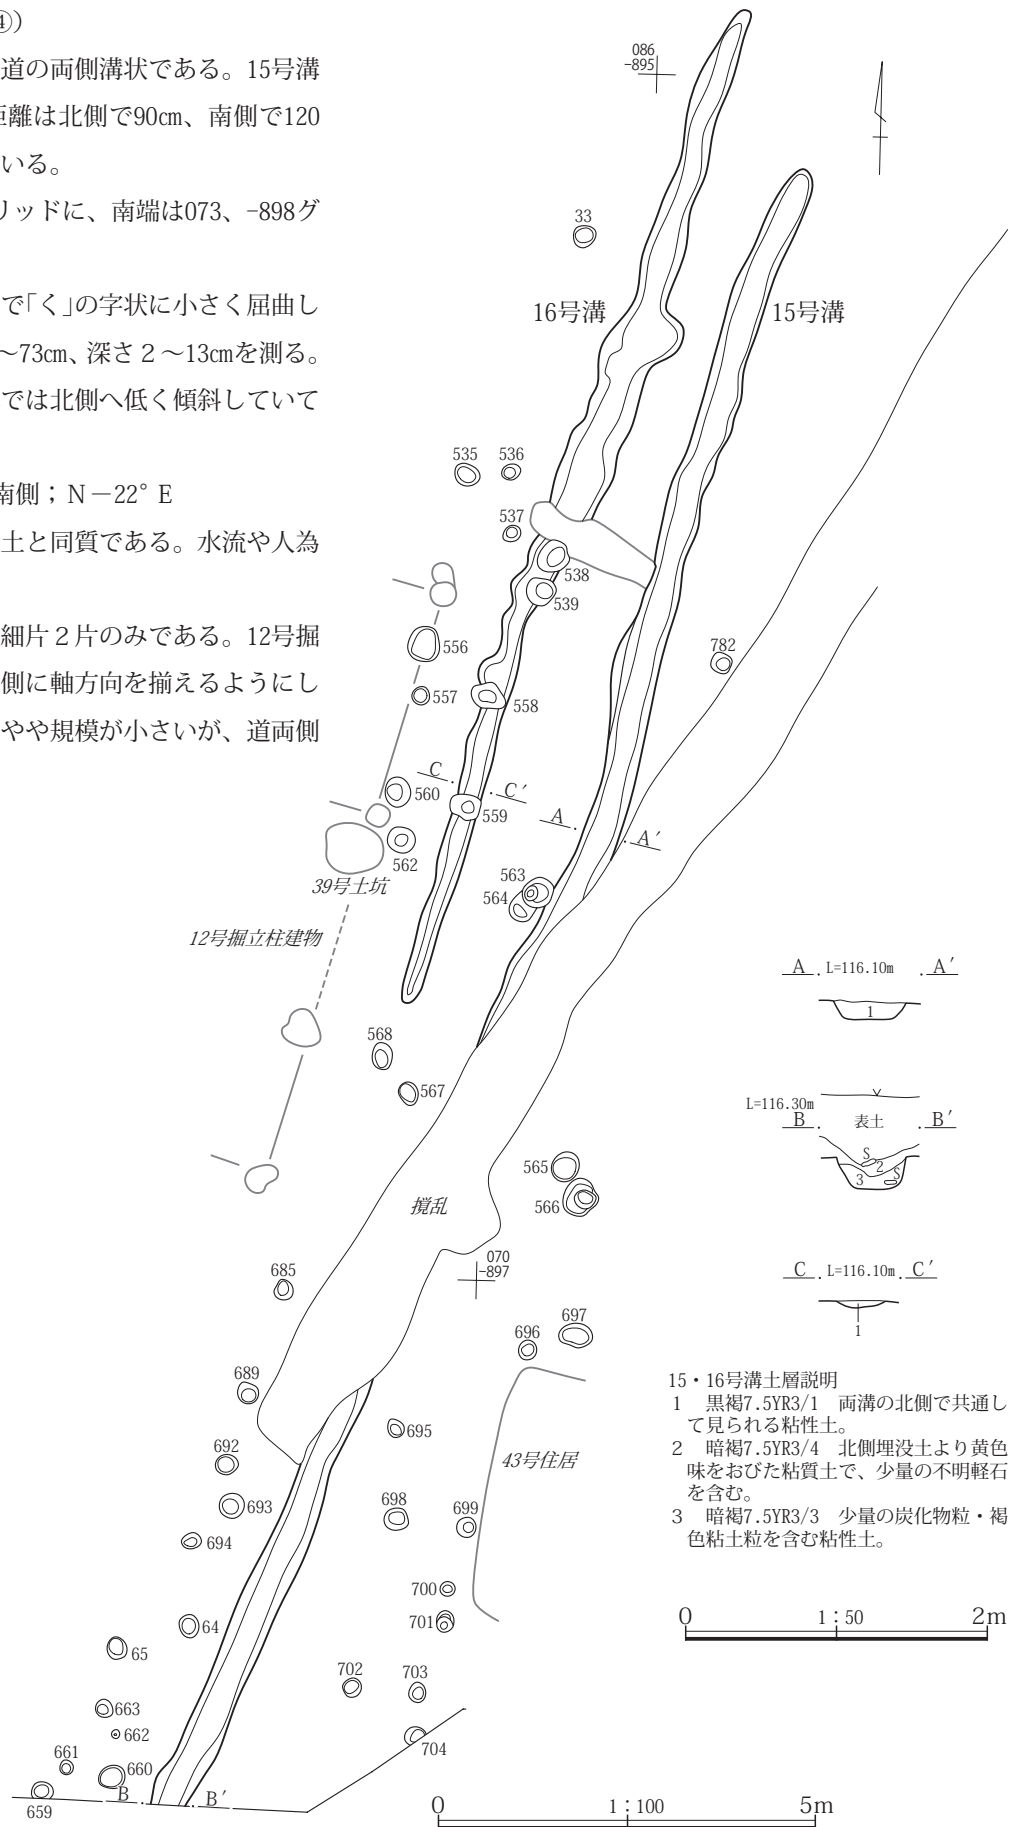 ④）
道の両側溝状である。15号溝
距離は北側で90㎝、南側で120
いる。
リッドに、南端は073、-898グ
で「く」の字状に小さく屈曲し
～73㎝、深さ２～13㎝を測る。
では北側へ低く傾斜していて
南側；Ｎ－22°Ｅ
土と同質である。水流や人為
細片２片のみである。12号掘
側に軸方向を揃えるようにし
やや規模が小さいが、道両側
086
-895
33
16号溝
15号溝
535
536
537
538
539
556
557
558
782
C
C′
560
559
A
A′
562
563
564
39号土坑
12号掘立柱建物
568
567
565
566
攪乱
070
-897
685
697
696
689
695
43号住居
692
693
698
699
694
700
701
64
65
702
703
663
662
704
661
660
659
B
B′
A L=116.10m A′
1
L=116.30m
B 表土 B′
S
2
3
S
C L=116.10m C′
1
15・16号溝土層説明
1　黒褐7.5YR3/1　両溝の北側で共通し
て見られる粘性土。
2　暗褐7.5YR3/4　北側埋没土より黄色
味をおびた粘質土で、少量の不明軽石
を含む。
3　暗褐7.5YR3/3　少量の炭化物粒・褐
色粘土粒を含む粘性土。
0 1：50 2m
0 1：100 5m